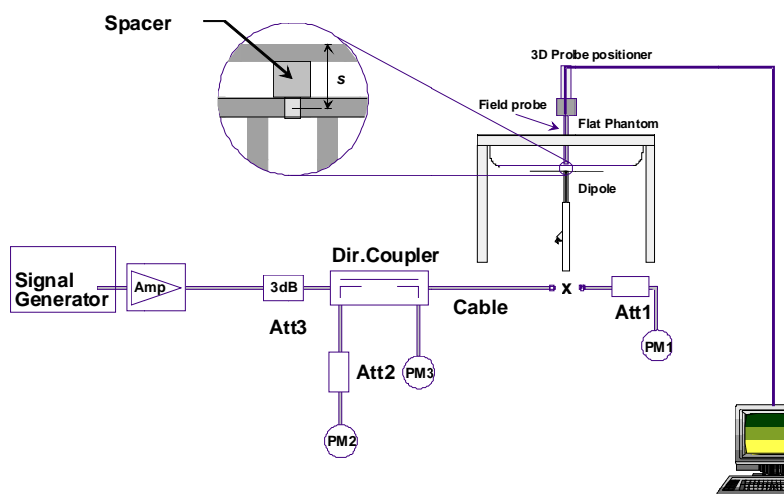 Spacer
s
3D Probe positioner
Field probe
Flat Phantom
Dipole
Signal
Generator
Amp
3dB
Att3
Dir.Coupler
Cable
x
Att1
PM1
Att2
PM3
PM2